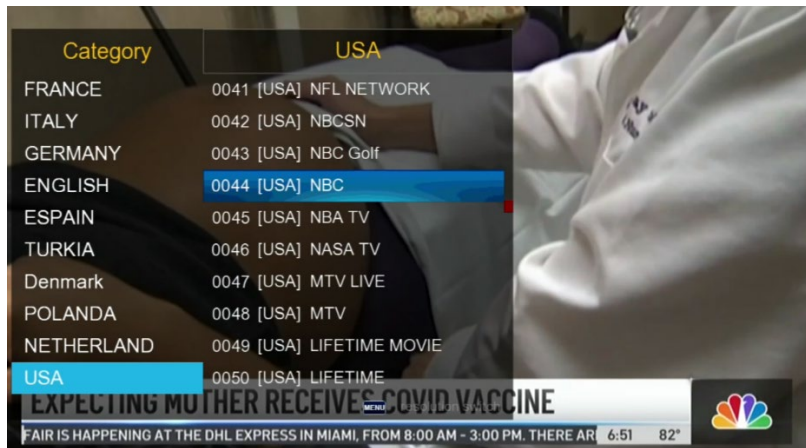 Category
USA
FRANCE
0041 [USA] NFL NETWORK
ITALY
0042 [USA] NBCSN
GERMANY
0043 [USA] NBC Golf
ENGLISH
0044 [USA] NBC
ESPAIN
0045 [USA] NBA TV
TURKIA
0046 [USA] NASA TV
Denmark
0047 [USA] MTV LIVE
POLANDA
0048 [USA] MTV
NETHERLAND
0049 [USA] LIFETIME MOVIE
USA
0050 [USA] LIFETIME
EXPECTING MOTHER RECEIVES COVID VACCINE
MENU resolution switch
FAIR IS HAPPENING AT THE DHL EXPRESS IN MIAMI, FROM 8:00 AM - 3:00 PM. THERE AR 6:51 82°